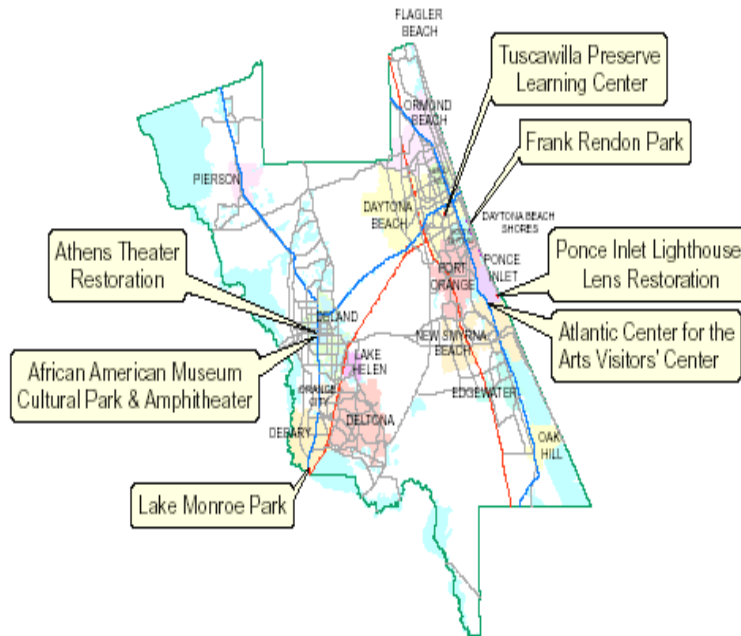 FLAGLER
BEACH
Tuscawilla Preserve
Learning Center
ORMOND
BEACH
Frank Rendon Park
PIERSON
DAYTONA
BEACH
DAYTONA BEACH
SHORES
Athens Theater
Restoration
PONCE
INLET
Ponce Inlet Lighthouse
Lens Restoration
PORT
ORANGE
DELAND
NEW SMYRNA
BEACH
Atlantic Center for the
Arts Visitors' Center
LAKE
HELEN
African American Museum
Cultural Park & Amphitheater
ORANGE
CITY
EDGEWATER
DELTONA
DEBARY
OAK
HILL
Lake Monroe Park